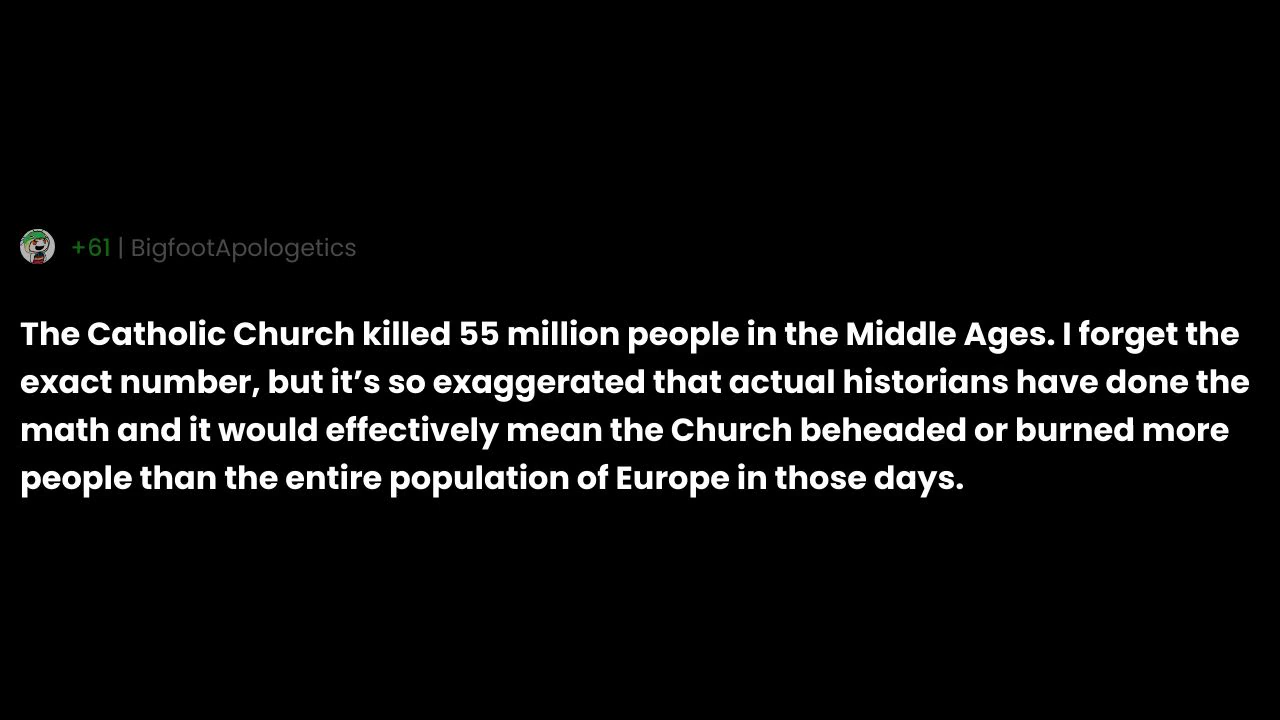 +61 | BigfootApologetics
The Catholic Church killed 55 million people in the Middle Ages. I forget the
exact number, but it’s so exaggerated that actual historians have done the
math and it would effectively mean the Church beheaded or burned more
people than the entire population of Europe in those days.